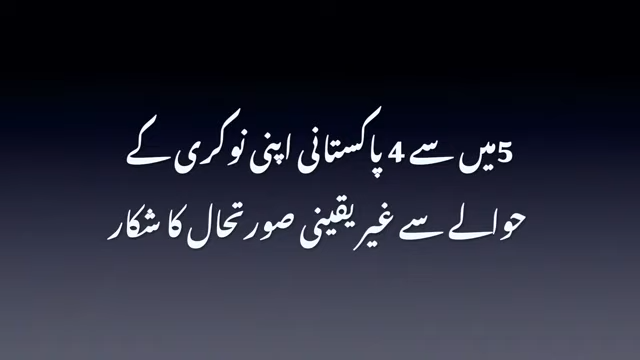 5میں سے 4 پاکستانی اپنی نوکری کے
حوالے سے غیر یقینی صورتحال کا شکار